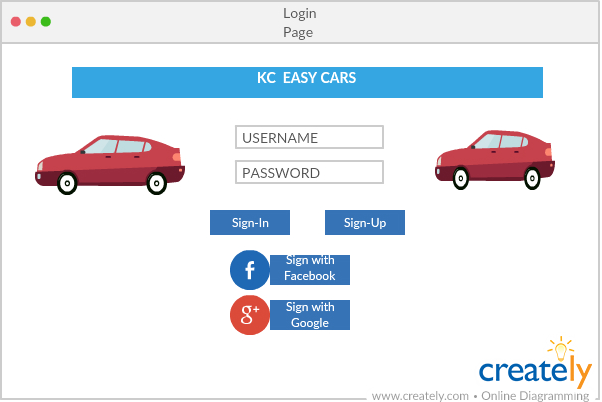 Login
Page
KC EASY CARS
USERNAME
PASSWORD
Sign-In
Sign-Up
f
Sign with
Facebook
g+
Sign with
Google
creately
www.creately.com • Online Diagramming